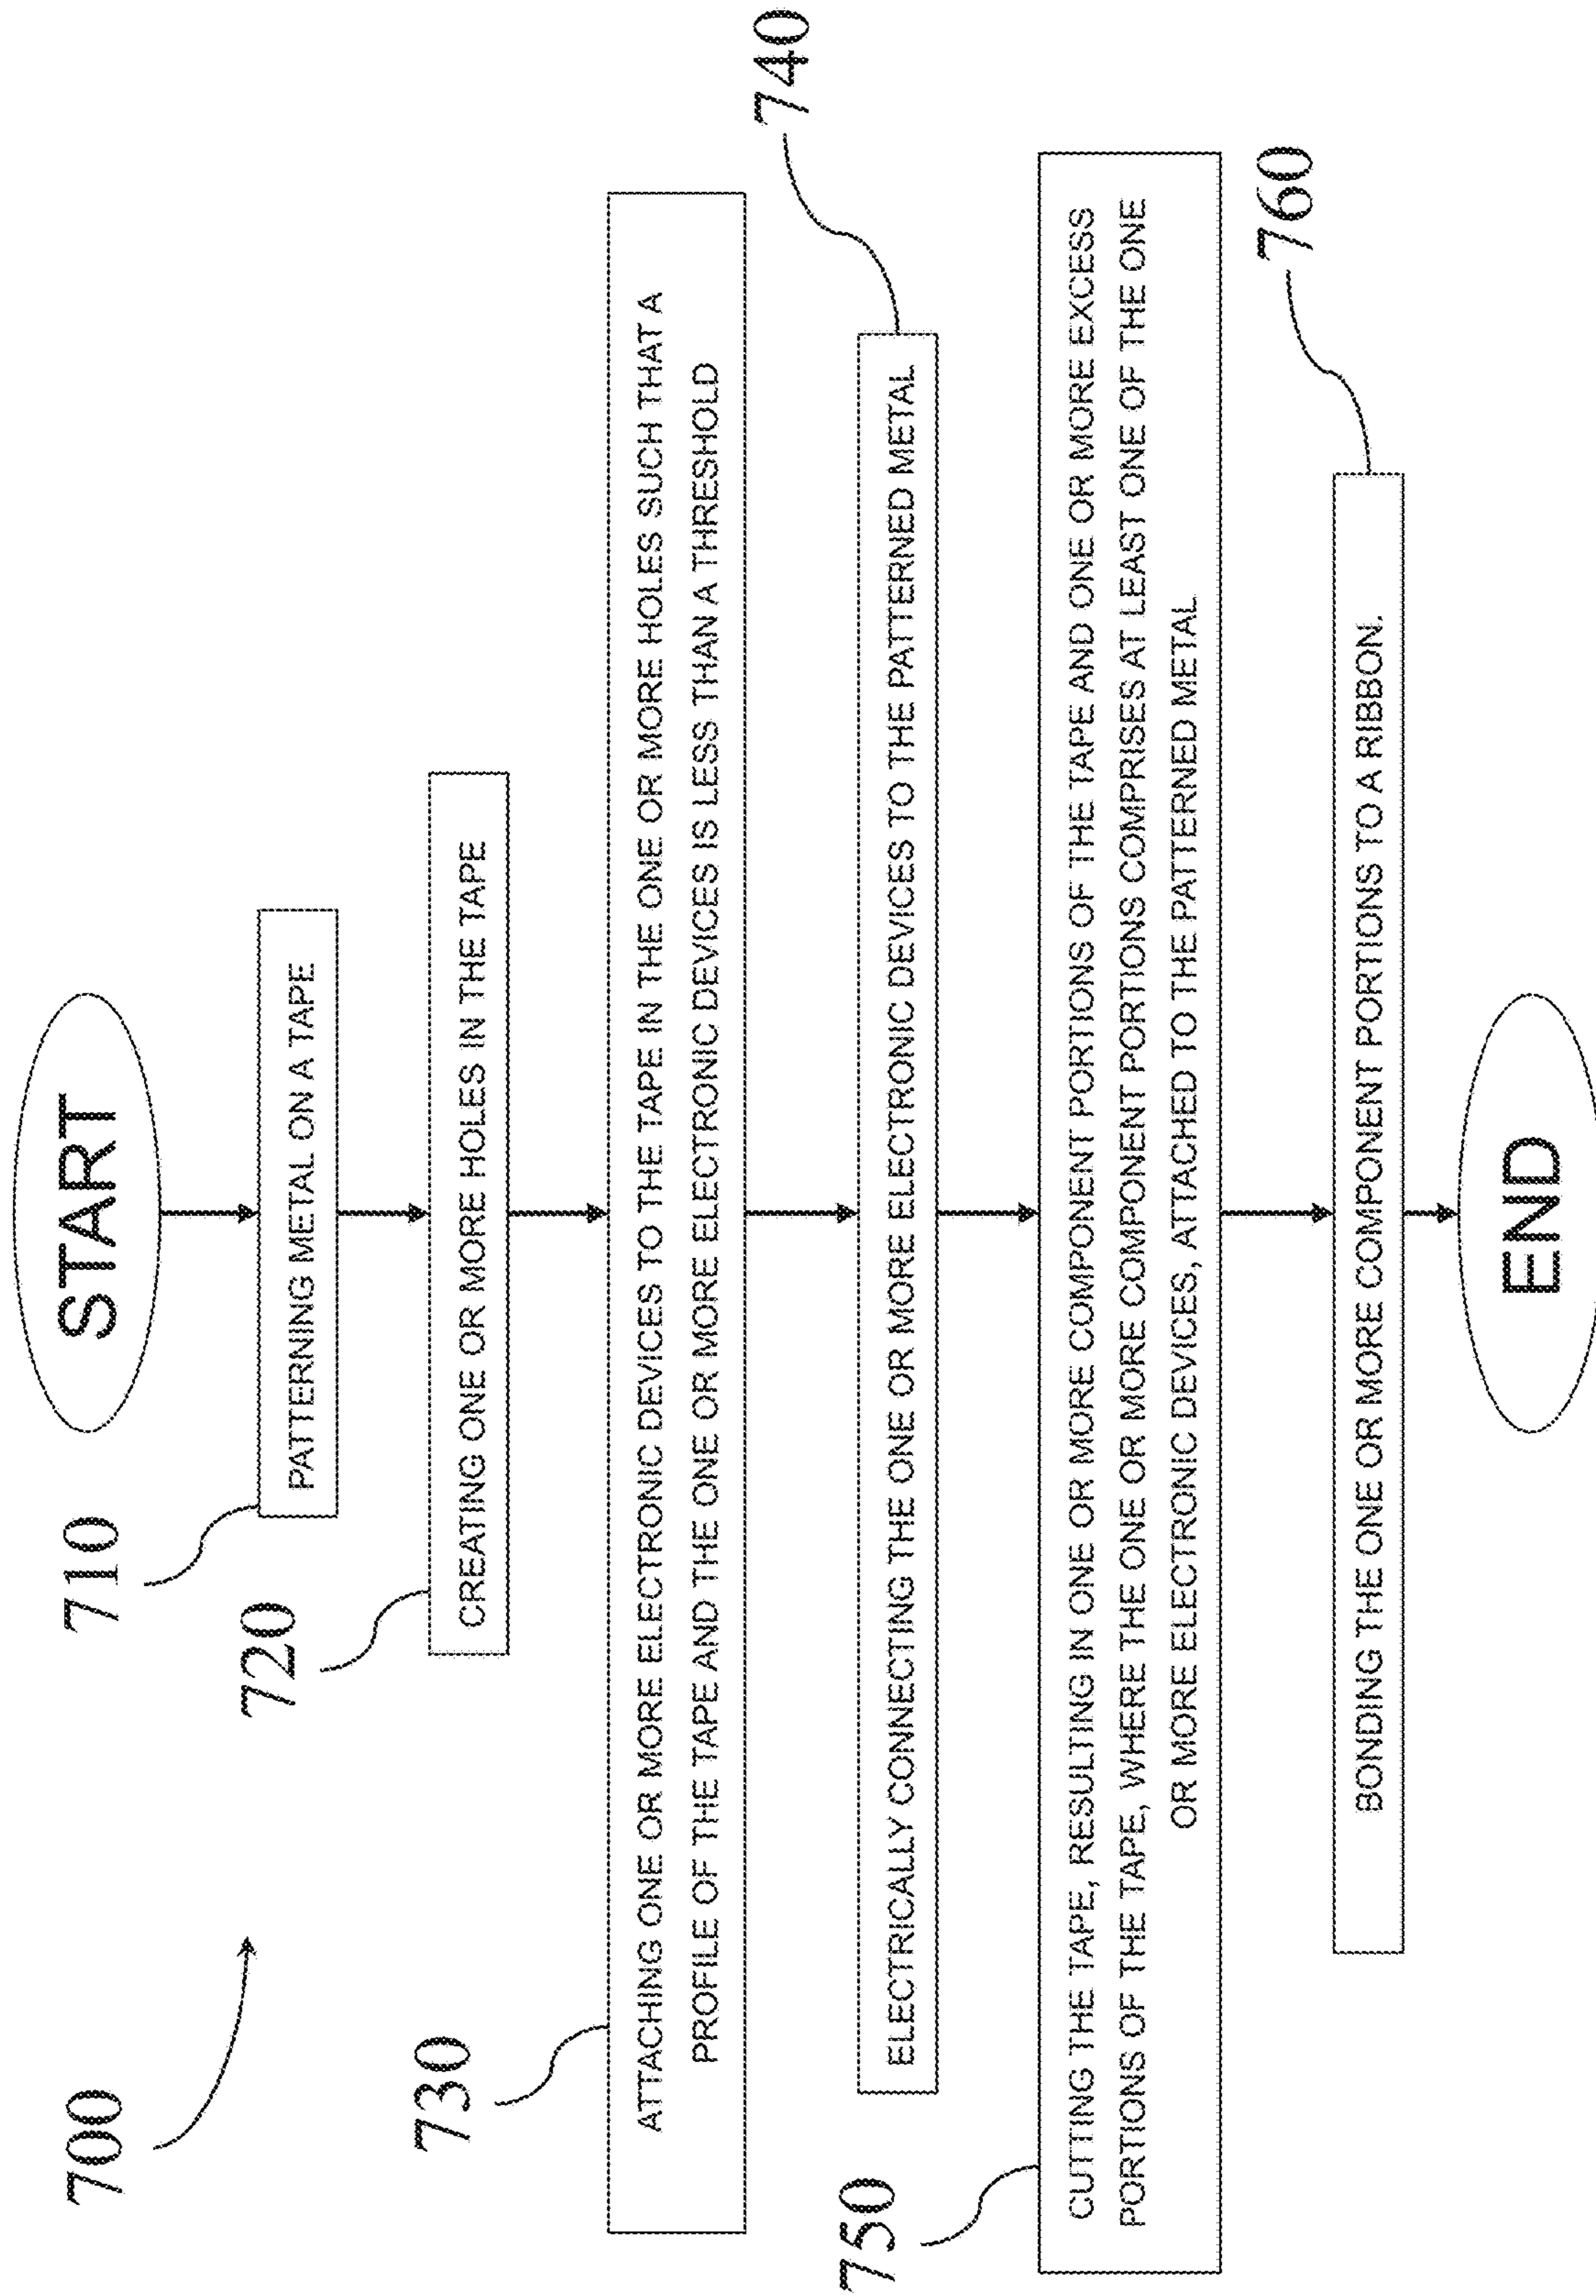 700
START
710
PATTERNING METAL ON A TAPE
720
CREATING ONE OR MORE HOLES IN THE TAPE
730
ATTACHING ONE OR MORE ELECTRONIC DEVICES TO THE TAPE IN THE ONE OR MORE HOLES SUCH THAT A
PROFILE OF THE TAPE AND THE ONE OR MORE ELECTRONIC DEVICES IS LESS THAN A THRESHOLD
740
ELECTRICALLY CONNECTING THE ONE OR MORE ELECTRONIC DEVICES TO THE PATTERNED METAL
750
CUTTING THE TAPE, RESULTING IN ONE OR MORE COMPONENT PORTIONS OF THE TAPE AND ONE OR MORE EXCESS
PORTIONS OF THE TAPE, WHERE THE ONE OR MORE COMPONENT PORTIONS COMPRISES AT LEAST ONE OF THE ONE
OR MORE ELECTRONIC DEVICES, ATTACHED TO THE PATTERNED METAL
760
BONDING THE ONE OR MORE COMPONENT PORTIONS TO A RIBBON.
END